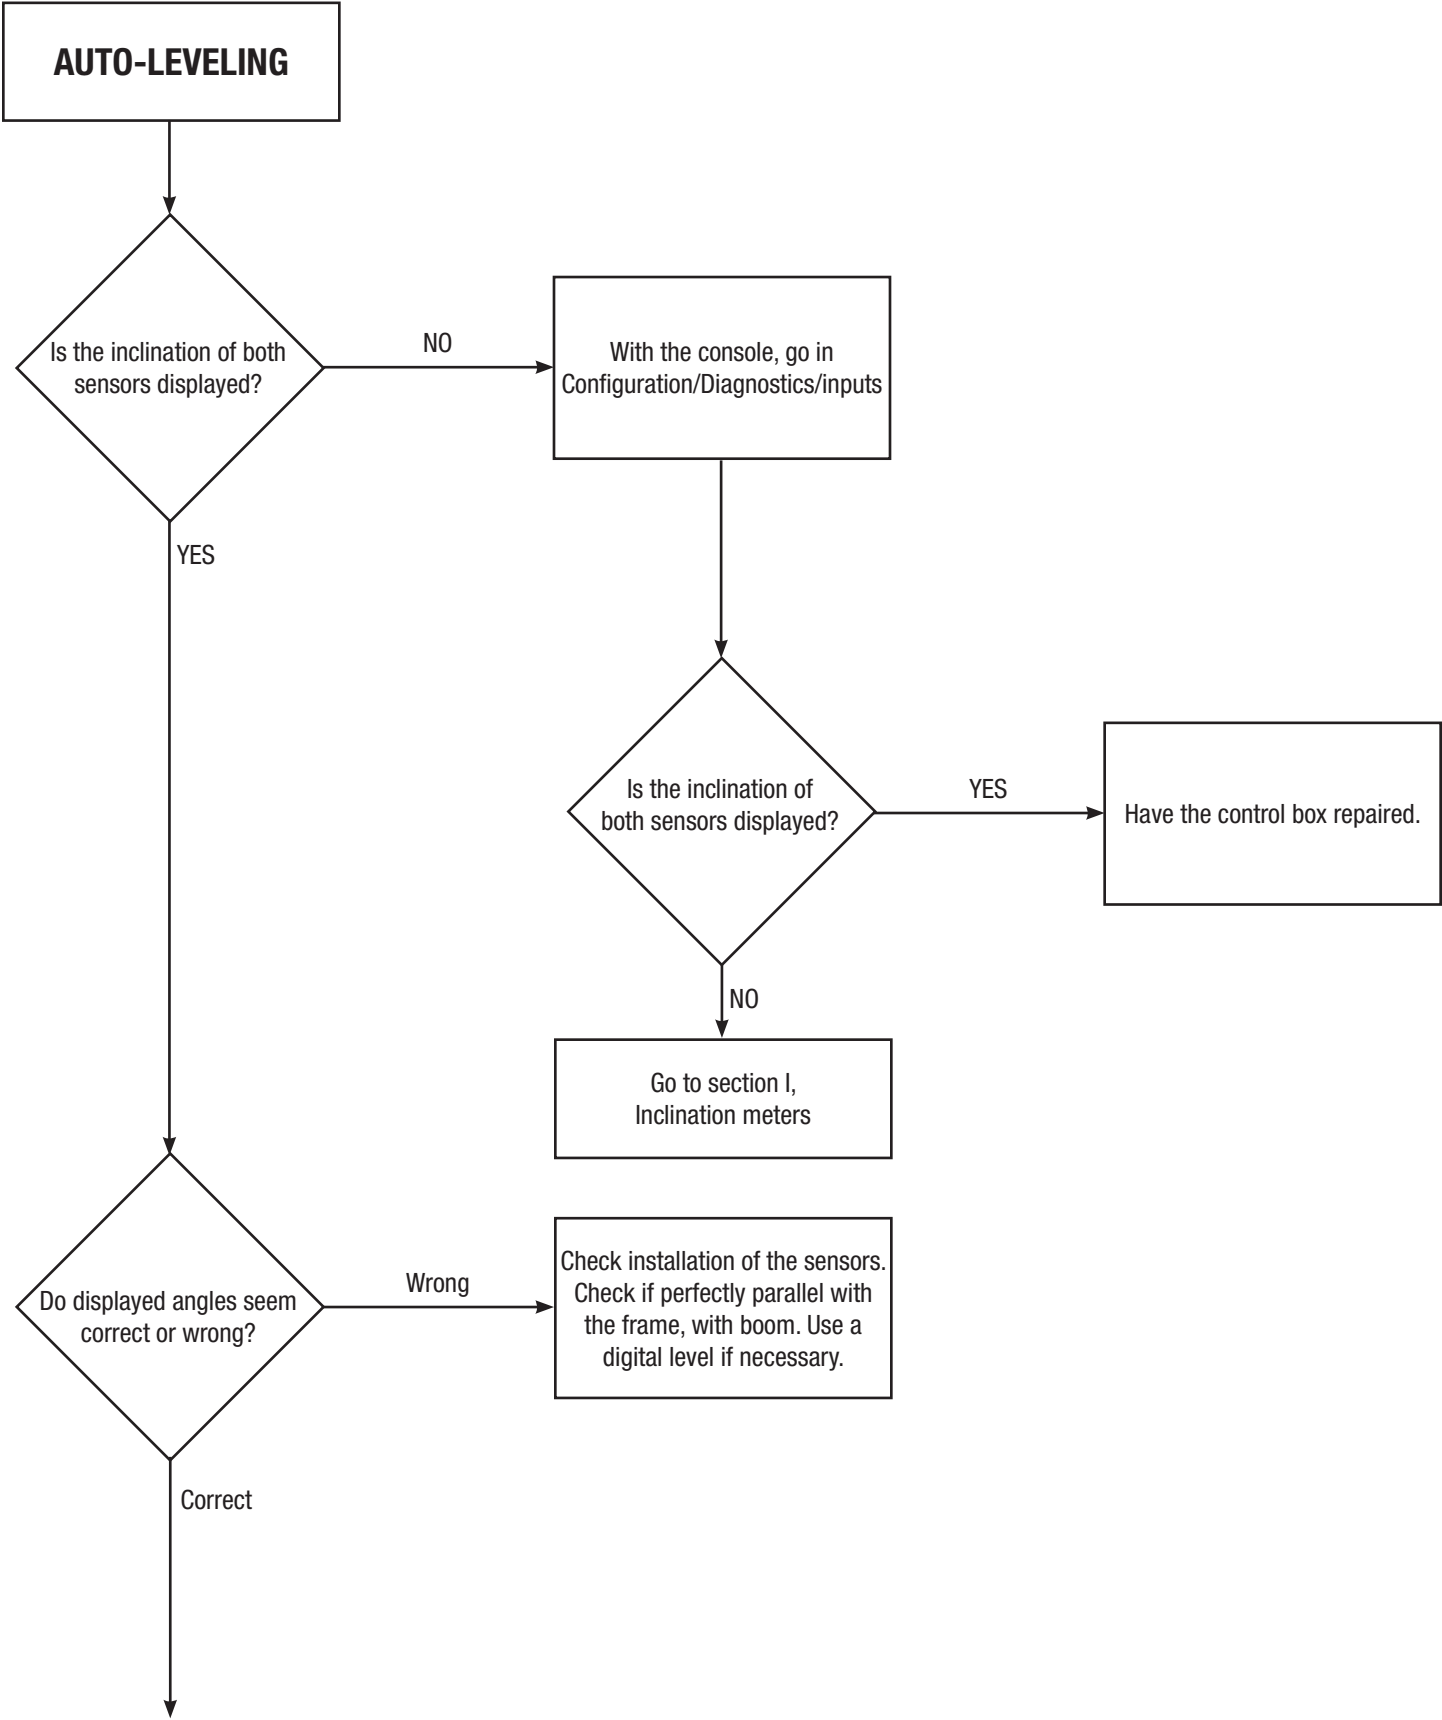 AUTO-LEVELING
Is the inclination of both
sensors displayed?
NO
With the console, go in
Configuration/Diagnostics/inputs
YES
Is the inclination of
both sensors displayed?
YES
Have the control box repaired.
NO
Go to section I,
Inclination meters
Do displayed angles seem
correct or wrong?
Wrong
Check installation of the sensors.
Check if perfectly parallel with
the frame, with boom. Use a
digital level if necessary.
Correct